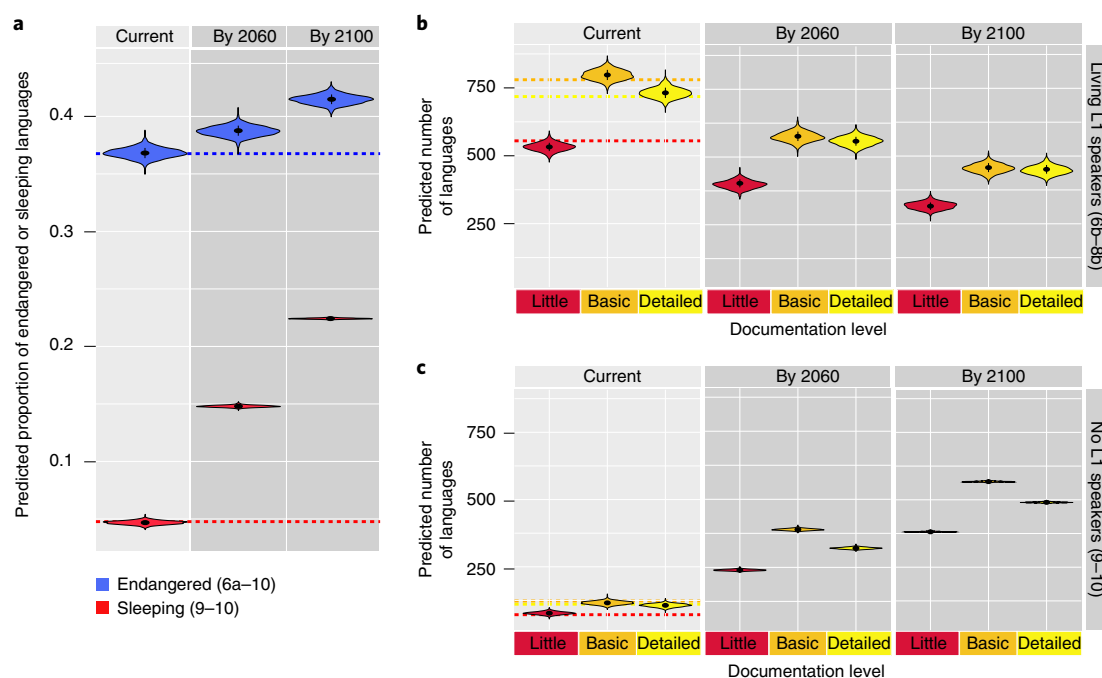 a
Current
By 2060
By 2100
Predicted proportion of endangered or sleeping languages
0.4
0.3
0.2
0.1
Endangered (6a–10)
Sleeping (9–10)
b
Current
By 2060
By 2100
Predicted number
of languages
750
500
250
Living L1 speakers (6b–8b)
Little
Basic
Detailed
Little
Basic
Detailed
Little
Basic
Detailed
Documentation level
c
Current
By 2060
By 2100
Predicted number
of languages
750
500
250
No L1 speakers (9–10)
Little
Basic
Detailed
Little
Basic
Detailed
Little
Basic
Detailed
Documentation level